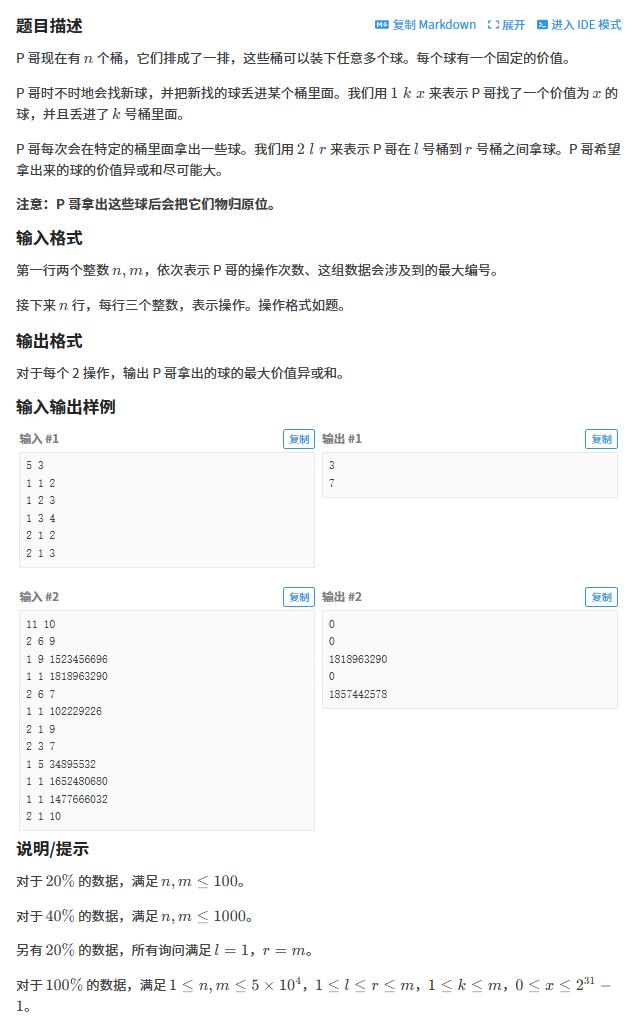 题目描述
复制 Markdown 展开 进入 IDE 模式
P 哥现在有 n 个桶，它们排成了一排，这些桶可以装下任意多个球。每个球有一个固定的价值。
P 哥时不时地会找新球，并把新找的球丢进某个桶里面。我们用 1 k x 来表示 P 哥找了一个价值为 x 的
球，并且丢进了 k 号桶里面。
P 哥每次会在特定的桶里面拿出一些球。我们用 2 l r 来表示 P 哥在 l 号桶到 r 号桶之间拿球。P 哥希望
拿出来的球的价值异或和尽可能大。
注意：P 哥拿出这些球后会把它们物归原位。
输入格式
第一行两个整数 n, m，依次表示 P 哥的操作次数、这组数据会涉及到的最大编号。
接下来 n 行，每行三个整数，表示操作。操作格式如题。
输出格式
对于每个 2 操作，输出 P 哥拿出的球的最大价值异或和。
输入输出样例
输入 #1
复制
5 3
1 1 2
1 2 3
1 3 4
2 1 2
2 1 3
输出 #1
复制
3
7
输入 #2
复制
11 10
2 6 9
1 9 1523456696
1 1 1818963290
2 6 7
1 1 102229226
2 1 9
2 3 7
1 5 34895532
1 1 1652480680
1 1 1477666032
2 1 10
输出 #2
复制
0
0
1818963290
0
1857442578
说明/提示
对于 20% 的数据，满足 n, m ≤ 100。
对于 40% 的数据，满足 n, m ≤ 1000。
另有 20% 的数据，所有询问满足 l = 1，r = m。
对于 100% 的数据，满足 1 ≤ n, m ≤ 5 × 10⁴，1 ≤ l ≤ r ≤ m，1 ≤ k ≤ m，0 ≤ x ≤ 2³¹ −
1。